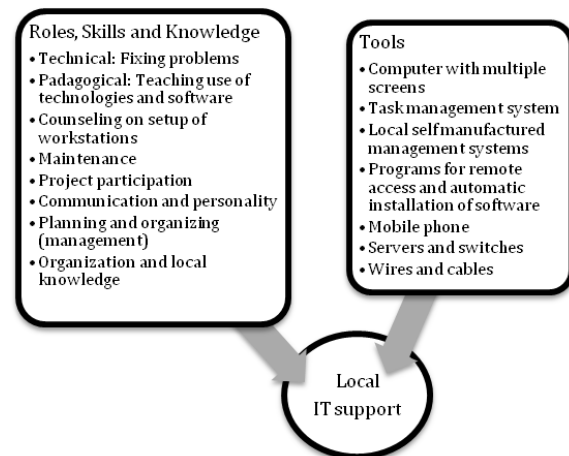 Roles, Skills and Knowledge
• Technical: Fixing problems
• Padagogical: Teaching use of
technologies and software
• Counseling on setup of
workstations
• Maintenance
• Project participation
• Communication and personality
• Planning and organizing
(management)
• Organization and local
knowledge
Tools
• Computer with multiple
screens
• Task management system
• Local self manufactured
management systems
• Programs for remote
access and automatic
installation of software
• Mobile phone
• Servers and switches
• Wires and cables
Local
IT support